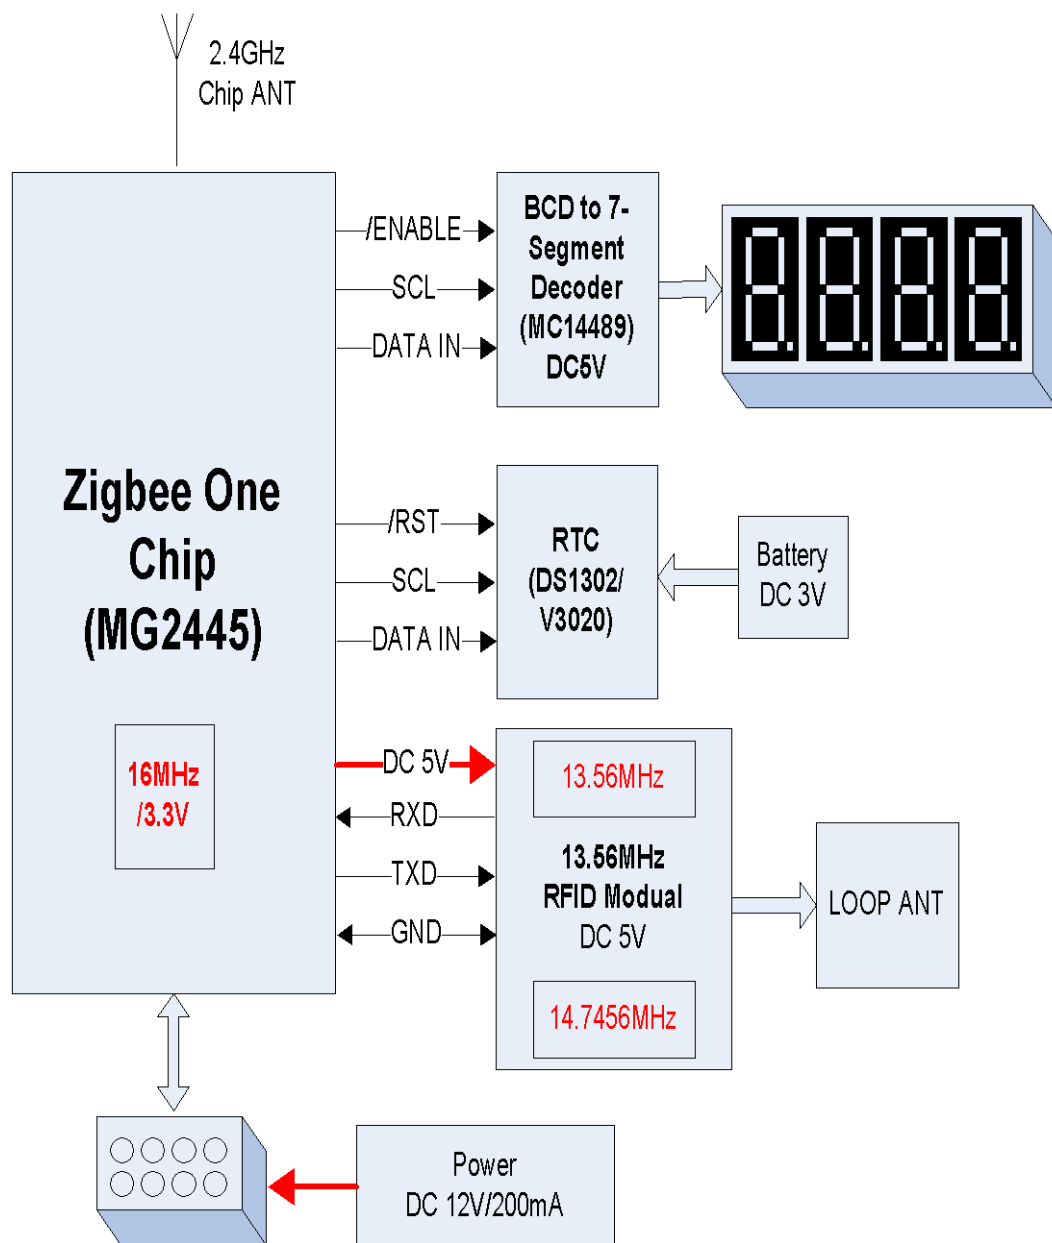 2.4GHz
Chip ANT
/ENABLE
SCL
DATA IN
BCD to 7-
Segment
Decoder
(MC14489)
DC5V
Zigbee One
Chip
(MG2445)
16MHz
/3.3V
/RST
SCL
DATA IN
RTC
(DS1302/
V3020)
Battery
DC 3V
DC 5V
RXD
TXD
GND
13.56MHz
13.56MHz
RFID Modual
DC 5V
14.7456MHz
LOOP ANT
Power
DC 12V/200mA